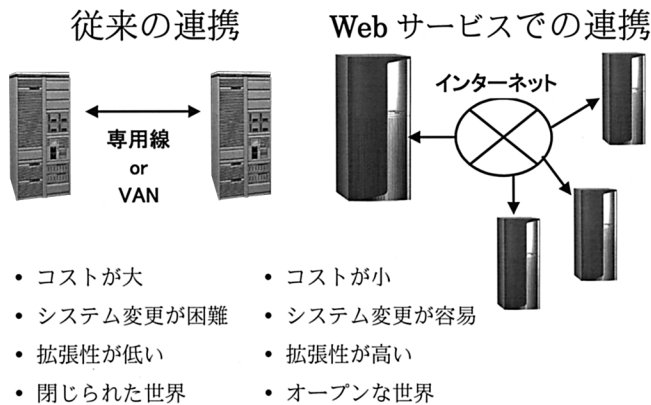 従来の連携
Web サービスでの連携
専用線
or
VAN
インターネット
• コストが大
• システム変更が困難
• 拡張性が低い
• 閉じられた世界
• コストが小
• システム変更が容易
• 拡張性が高い
• オープンな世界